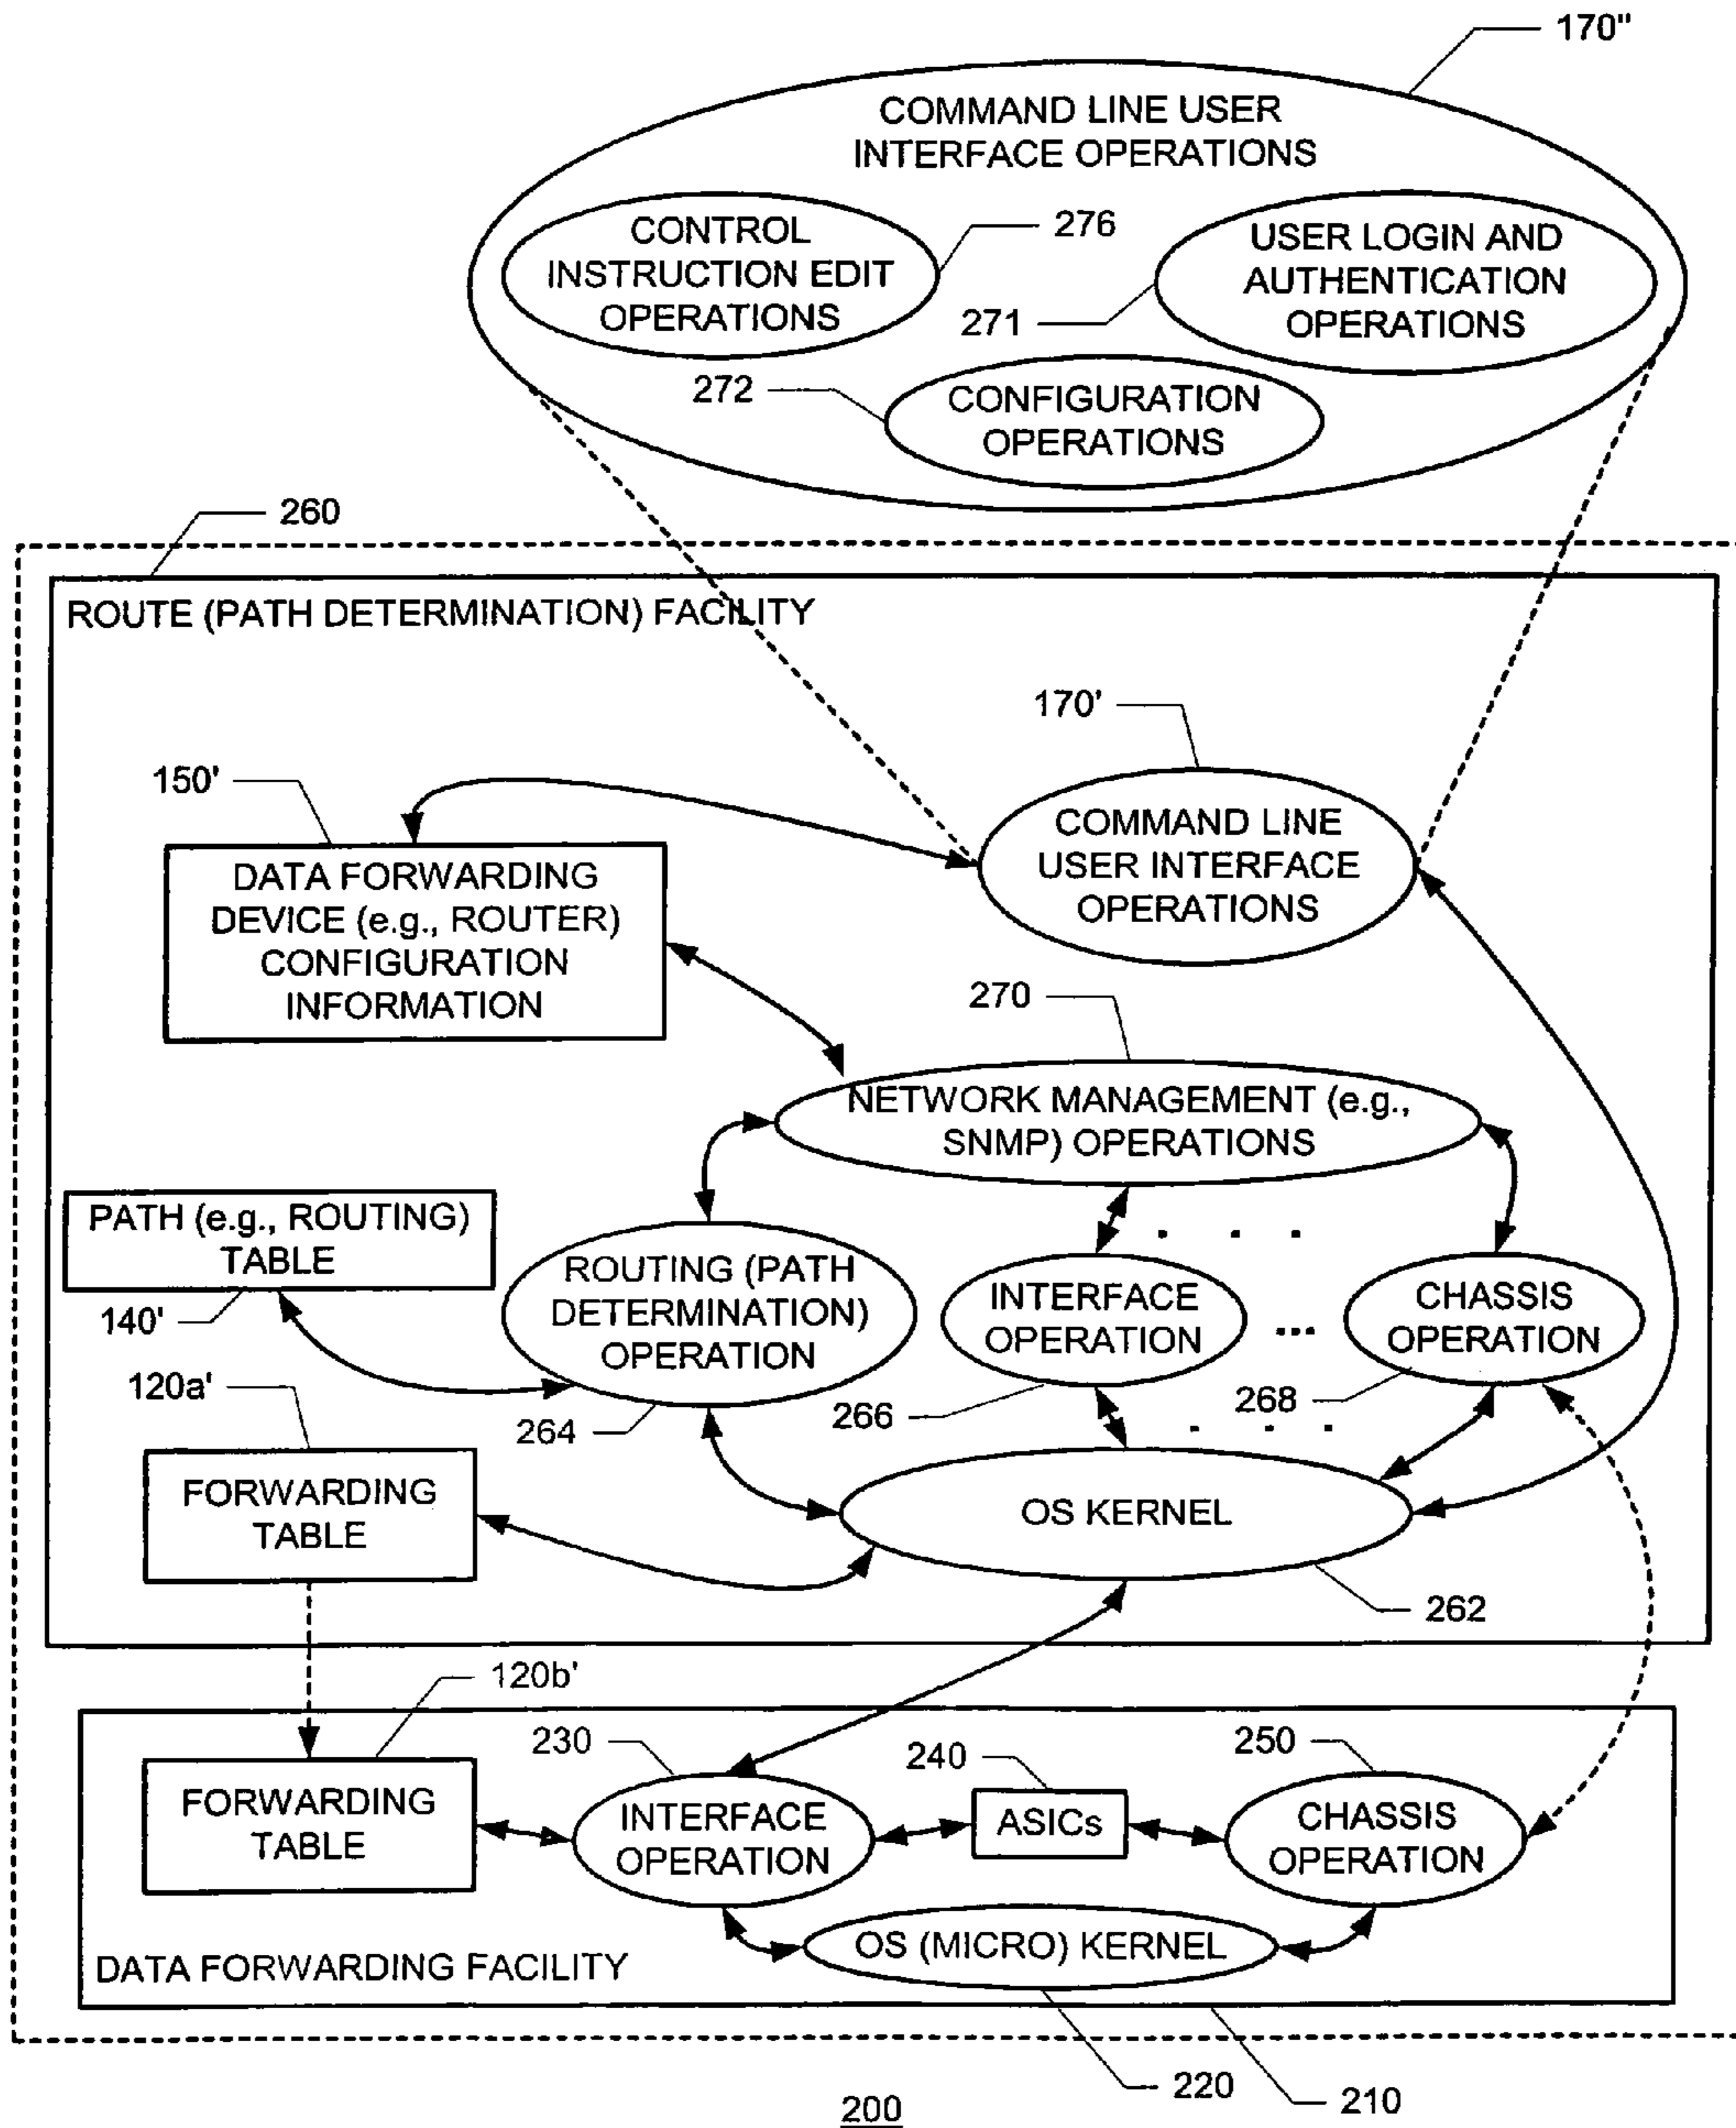 170"
COMMAND LINE USER
INTERFACE OPERATIONS
CONTROL
INSTRUCTION EDIT
OPERATIONS
276
USER LOGIN AND
AUTHENTICATION
OPERATIONS
271
272
CONFIGURATION
OPERATIONS
260
ROUTE (PATH DETERMINATION) FACILITY
170'
150'
COMMAND LINE
USER INTERFACE
OPERATIONS
DATA FORWARDING
DEVICE (e.g., ROUTER)
CONFIGURATION
INFORMATION
270
NETWORK MANAGEMENT (e.g.,
SNMP) OPERATIONS
PATH (e.g., ROUTING)
TABLE
140'
. . .
ROUTING (PATH
DETERMINATION)
OPERATION
264
INTERFACE
OPERATION
266
...
CHASSIS
OPERATION
268
. . .
120a'
FORWARDING
TABLE
OS KERNEL
262
120b'
FORWARDING
TABLE
230
INTERFACE
OPERATION
240
ASICs
250
CHASSIS
OPERATION
OS (MICRO) KERNEL
DATA FORWARDING FACILITY
220
210
200